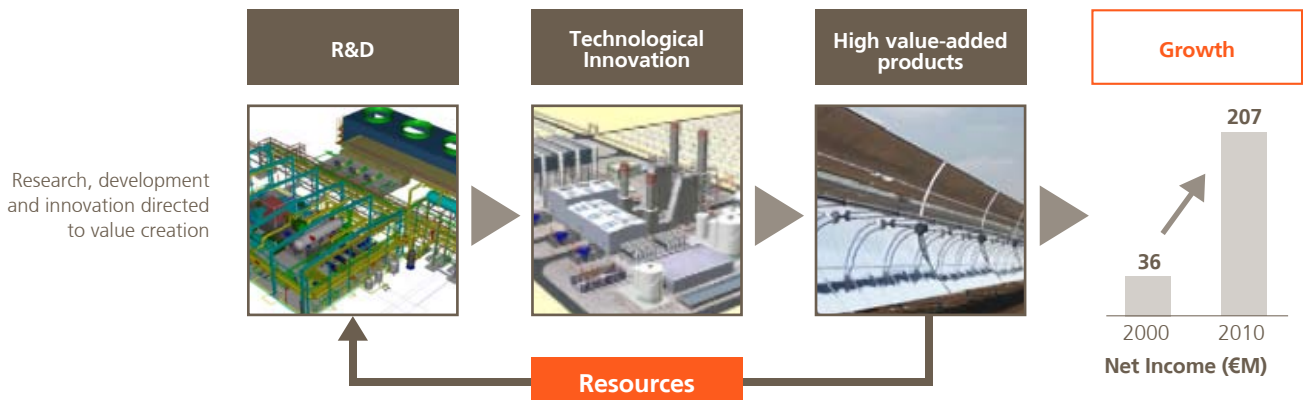 R&D
Technological
Innovation
High value-added
products
Growth
Research, development
and innovation directed
to value creation
207
36
2000
2010
Net Income (€M)
Resources